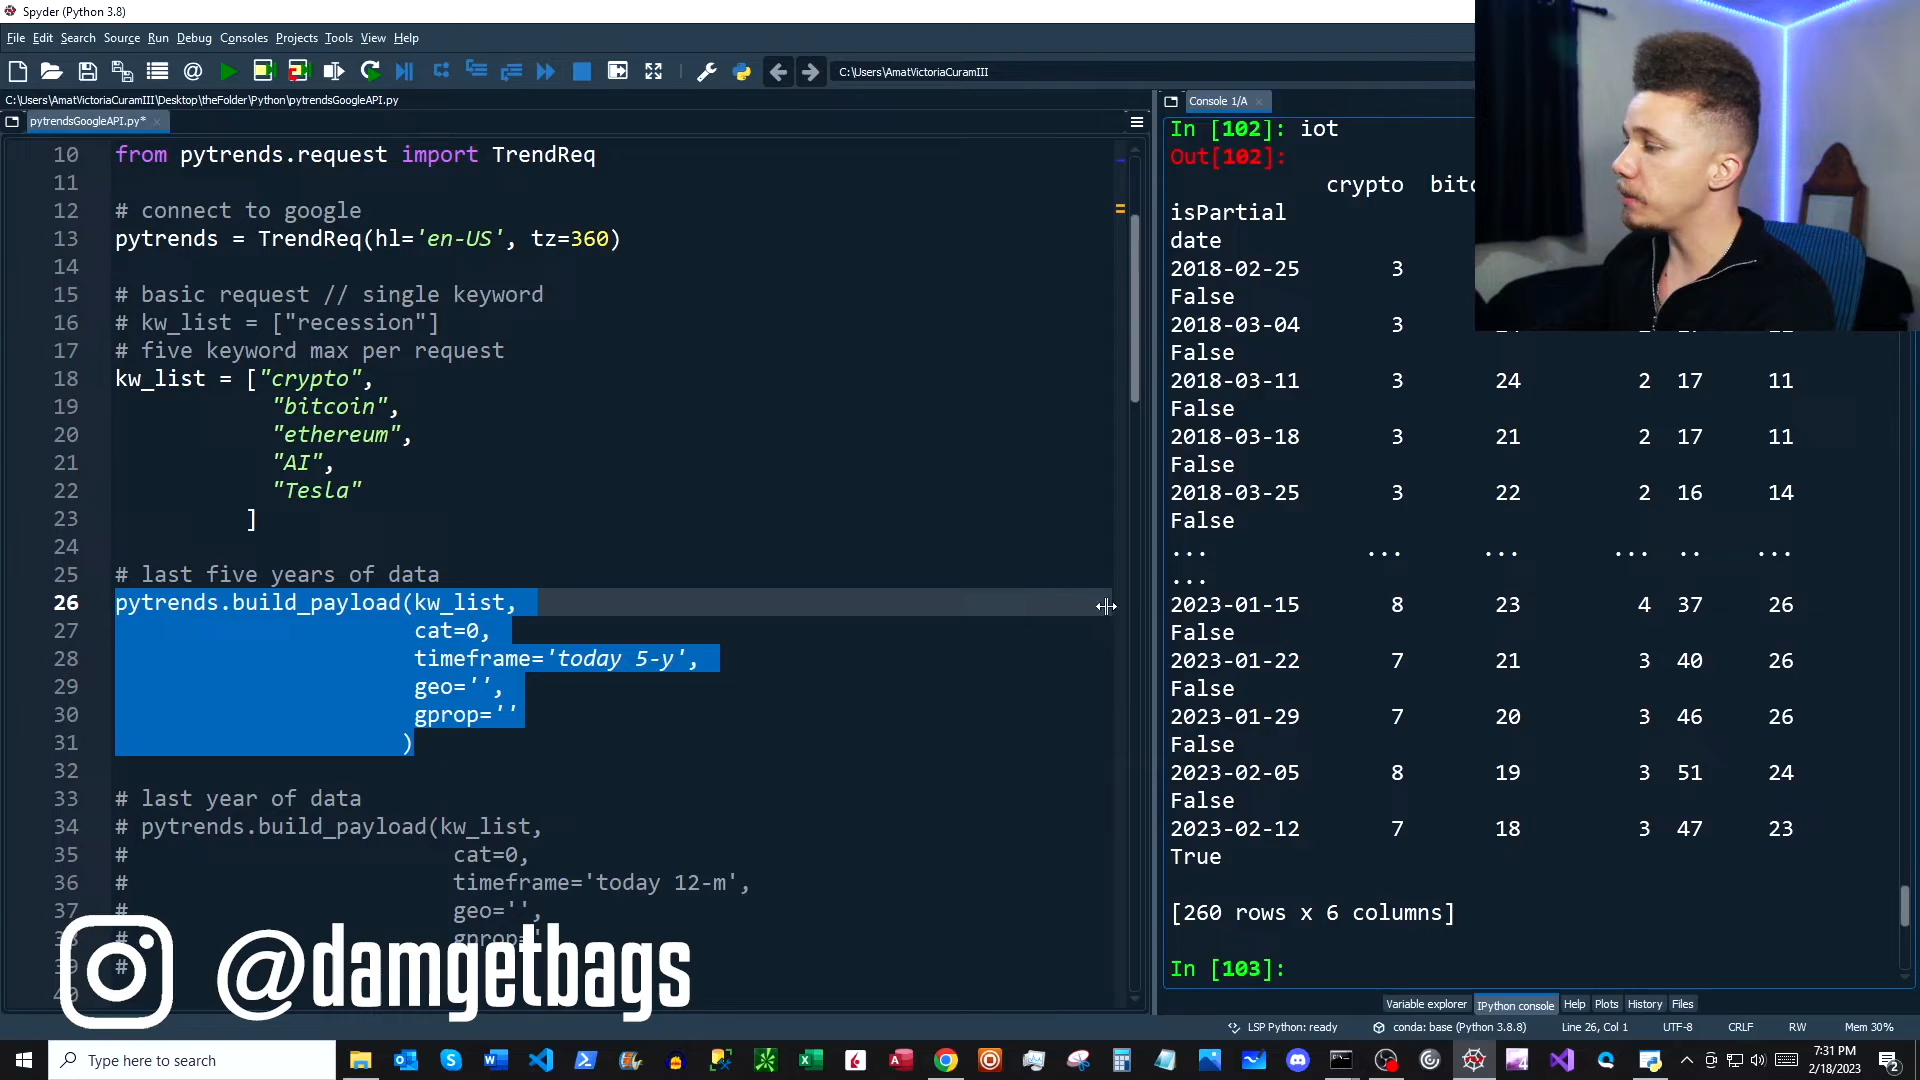 Spyder (Python 3.8)
File Edit Search Source Run Debug Consoles Projects Tools View Help
C:\Users\AmatVictoriaCuramIII
C:\Users\AmatVictoriaCuramIII\Desktop\theFolder\Python\pytrendsGoogleAPI.py
pytrendsGoogleAPI.py*
10 from pytrends.request import TrendReq
11
12 # connect to google
13 pytrends = TrendReq(hl='en-US', tz=360)
14
15 # basic request // single keyword
16 # kw_list = ["recession"]
17 # five keyword max per request
18 kw_list = ["crypto",
19 "bitcoin",
20 "ethereum",
21 "AI",
22 "Tesla"
23 ]
24
25 # last five years of data
26 pytrends.build_payload(kw_list,
27 cat=0,
28 timeframe='today 5-y',
29 geo='',
30 gprop=''
31 )
32
33 # last year of data
34 # pytrends.build_payload(kw_list,
35 # cat=0,
36 # timeframe='today 12-m',
37 # geo='',
gprop='
#
@damgetbags
Console 1/A
In [102]: iot
Out[102]:
crypto bitc
isPartial
date
2018-02-25 3
False
2018-03-04 3
False
2018-03-11 3 24 2 17 11
False
2018-03-18 3 21 2 17 11
False
2018-03-25 3 22 2 16 14
False
... ... ... ... .. ...
...
2023-01-15 8 23 4 37 26
False
2023-01-22 7 21 3 40 26
False
2023-01-29 7 20 3 46 26
False
2023-02-05 8 19 3 51 24
False
2023-02-12 7 18 3 47 23
True
[260 rows x 6 columns]
In [103]:
Variable explorer IPython console Help Plots History Files
LSP Python: ready conda: base (Python 3.8.8) Line 26, Col 1 UTF-8 CRLF RW Mem 30%
Type here to search
7:31 PM
2/18/2023
2